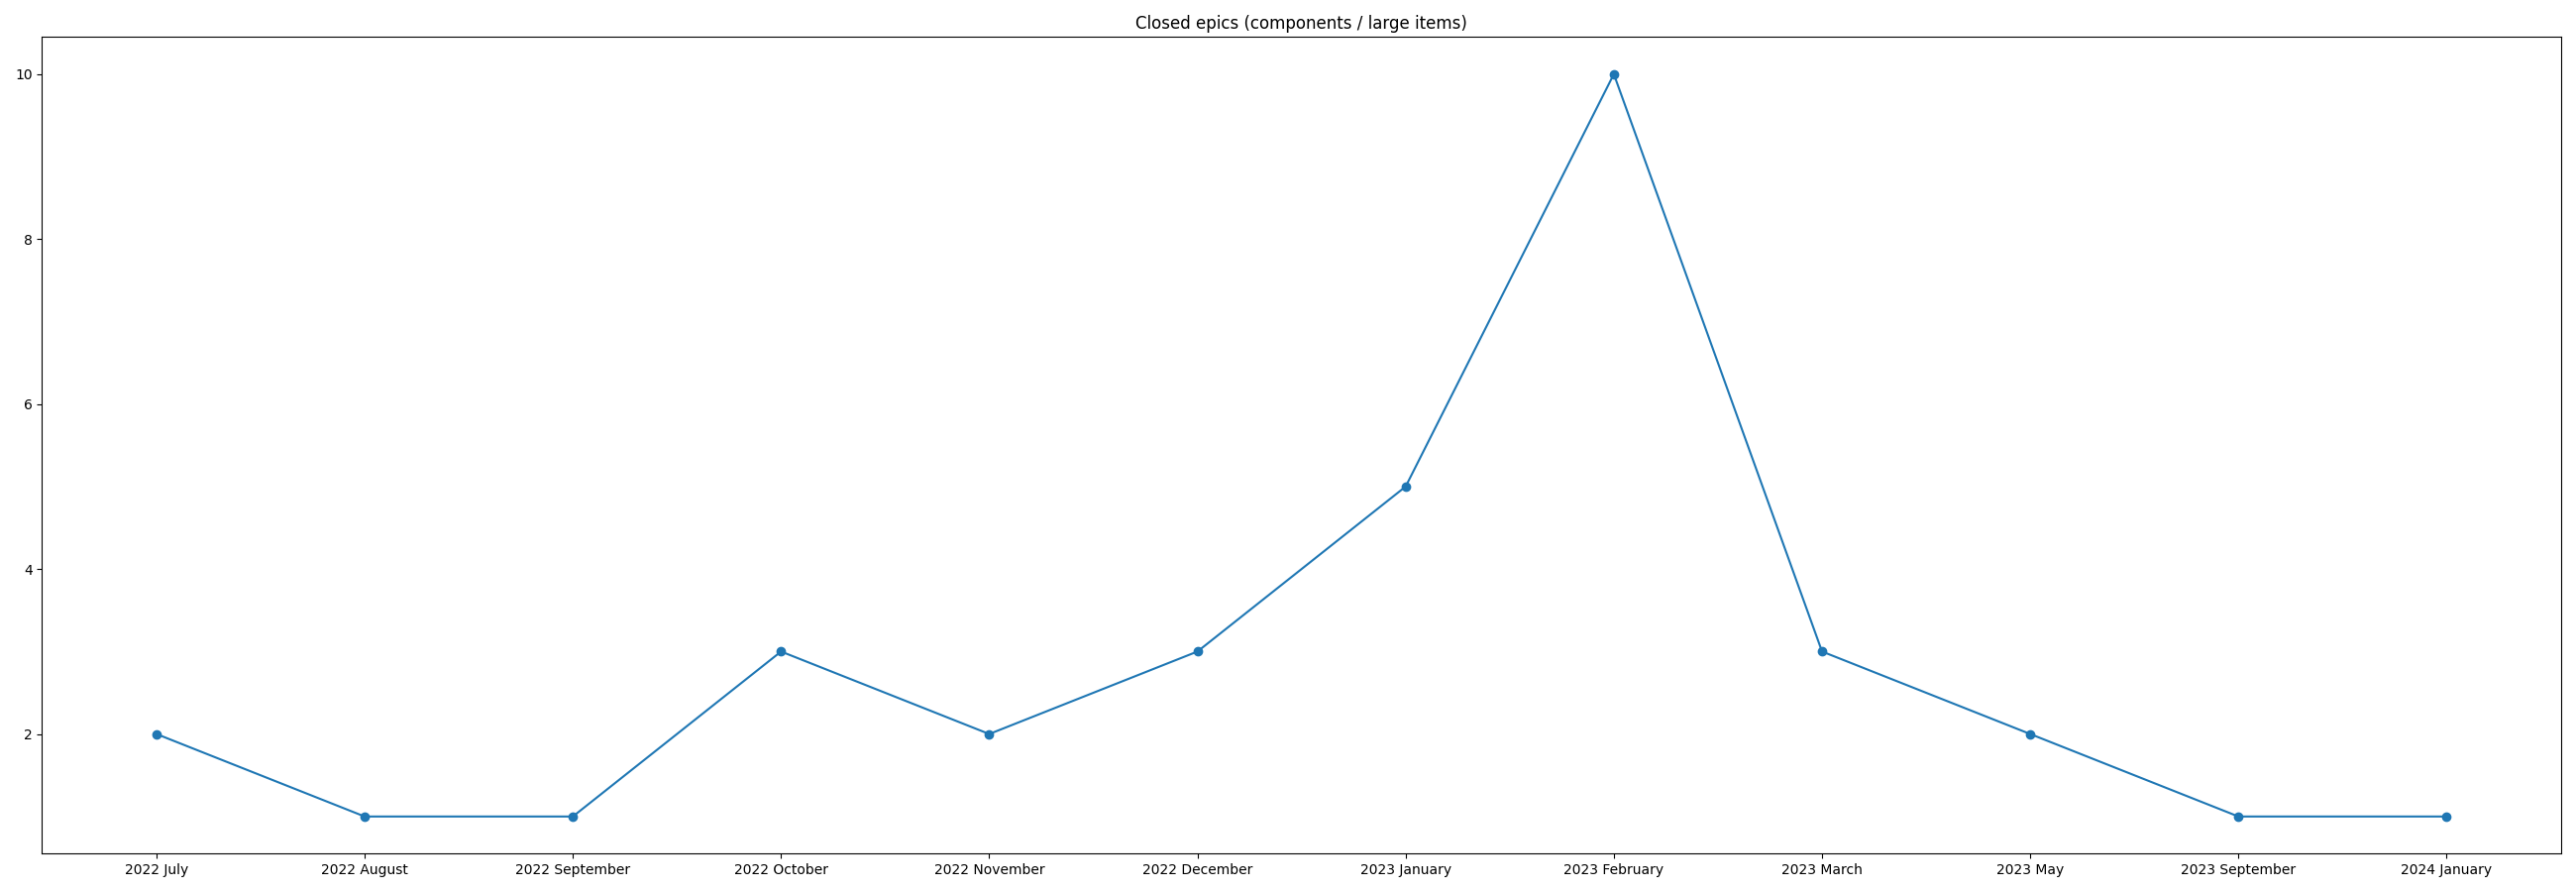 Closed epics (components / large items)
10
8
6
4
2
2022 July 2022 August 2022 September 2022 October 2022 November 2022 December 2023 January 2023 February 2023 March 2023 May 2023 September 2024 January